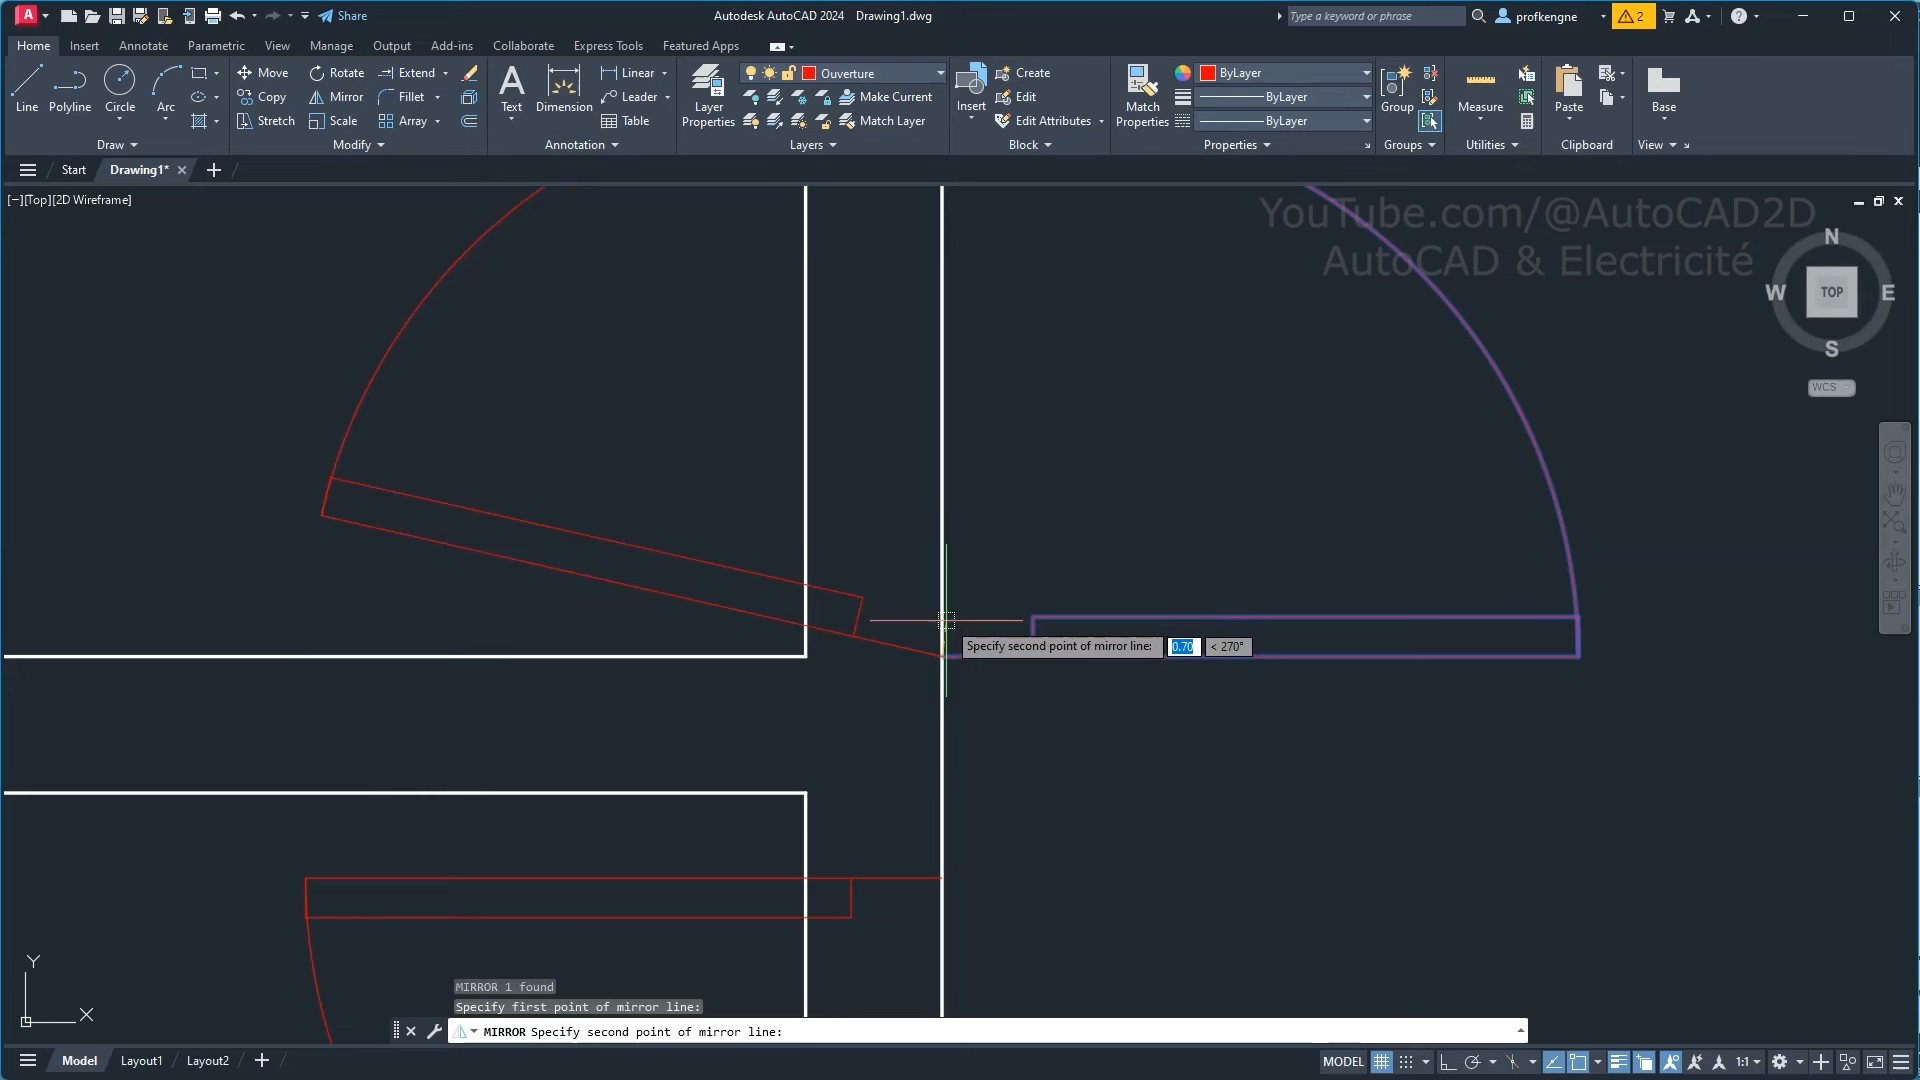 A
Share
Autodesk AutoCAD 2024 Drawing1.dwg
Type a keyword or phrase
profkengne
2
Home Insert Annotate Parametric View Manage Output Add-ins Collaborate Express Tools Featured Apps
Line Polyline Circle Arc
Move Rotate Extend
Copy Mirror Fillet
Stretch Scale Array
Text Dimension
Linear
Leader
Table
Layer Properties
Ouverture
Make Current
Match Layer
Insert
Create
Edit
Edit Attributes
Match Properties
ByLayer
ByLayer
ByLayer
Group
Measure
Paste
Base
Draw Modify Annotation Layers Block Properties Groups Utilities Clipboard View
Start Drawing1*
[−][Top][2D Wireframe]
YouTube.com/@AutoCAD2D
AutoCAD & Electricité
N
W TOP E
S
WCS
Specify second point of mirror line: 0.70 < 270°
Y
X
MIRROR 1 found
Specify first point of mirror line:
MIRROR Specify second point of mirror line:
Model Layout1 Layout2
MODEL 1:1